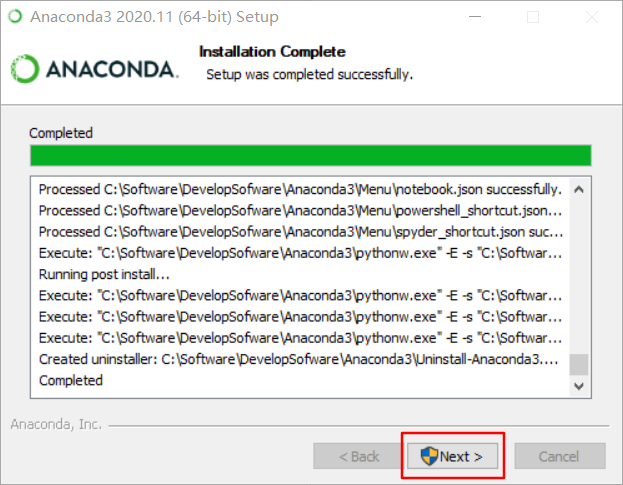 Anaconda3 2020.11 (64-bit) Setup
ANACONDA.
Installation Complete
Setup was completed successfully.
Completed
Processed C:\Software\DevelopSofware\Anaconda3\Menu\notebook.json successfully.
Processed C:\Software\DevelopSofware\Anaconda3\Menu\powershell_shortcut.json...
Processed C:\Software\DevelopSofware\Anaconda3\Menu\spyder_shortcut.json suc...
Execute: "C:\Software\DevelopSofware\Anaconda3\pythonw.exe" -E -s "C:\Softwar...
Running post install...
Execute: "C:\Software\DevelopSofware\Anaconda3\pythonw.exe" -E -s "C:\Softwar...
Execute: "C:\Software\DevelopSofware\Anaconda3\pythonw.exe" -E -s "C:\Softwar...
Execute: "C:\Software\DevelopSofware\Anaconda3\pythonw.exe" -E -s "C:\Softwar...
Created uninstaller: C:\Software\DevelopSofware\Anaconda3\Uninstall-Anaconda3....
Completed
Anaconda, Inc.
< Back
Next >
Cancel